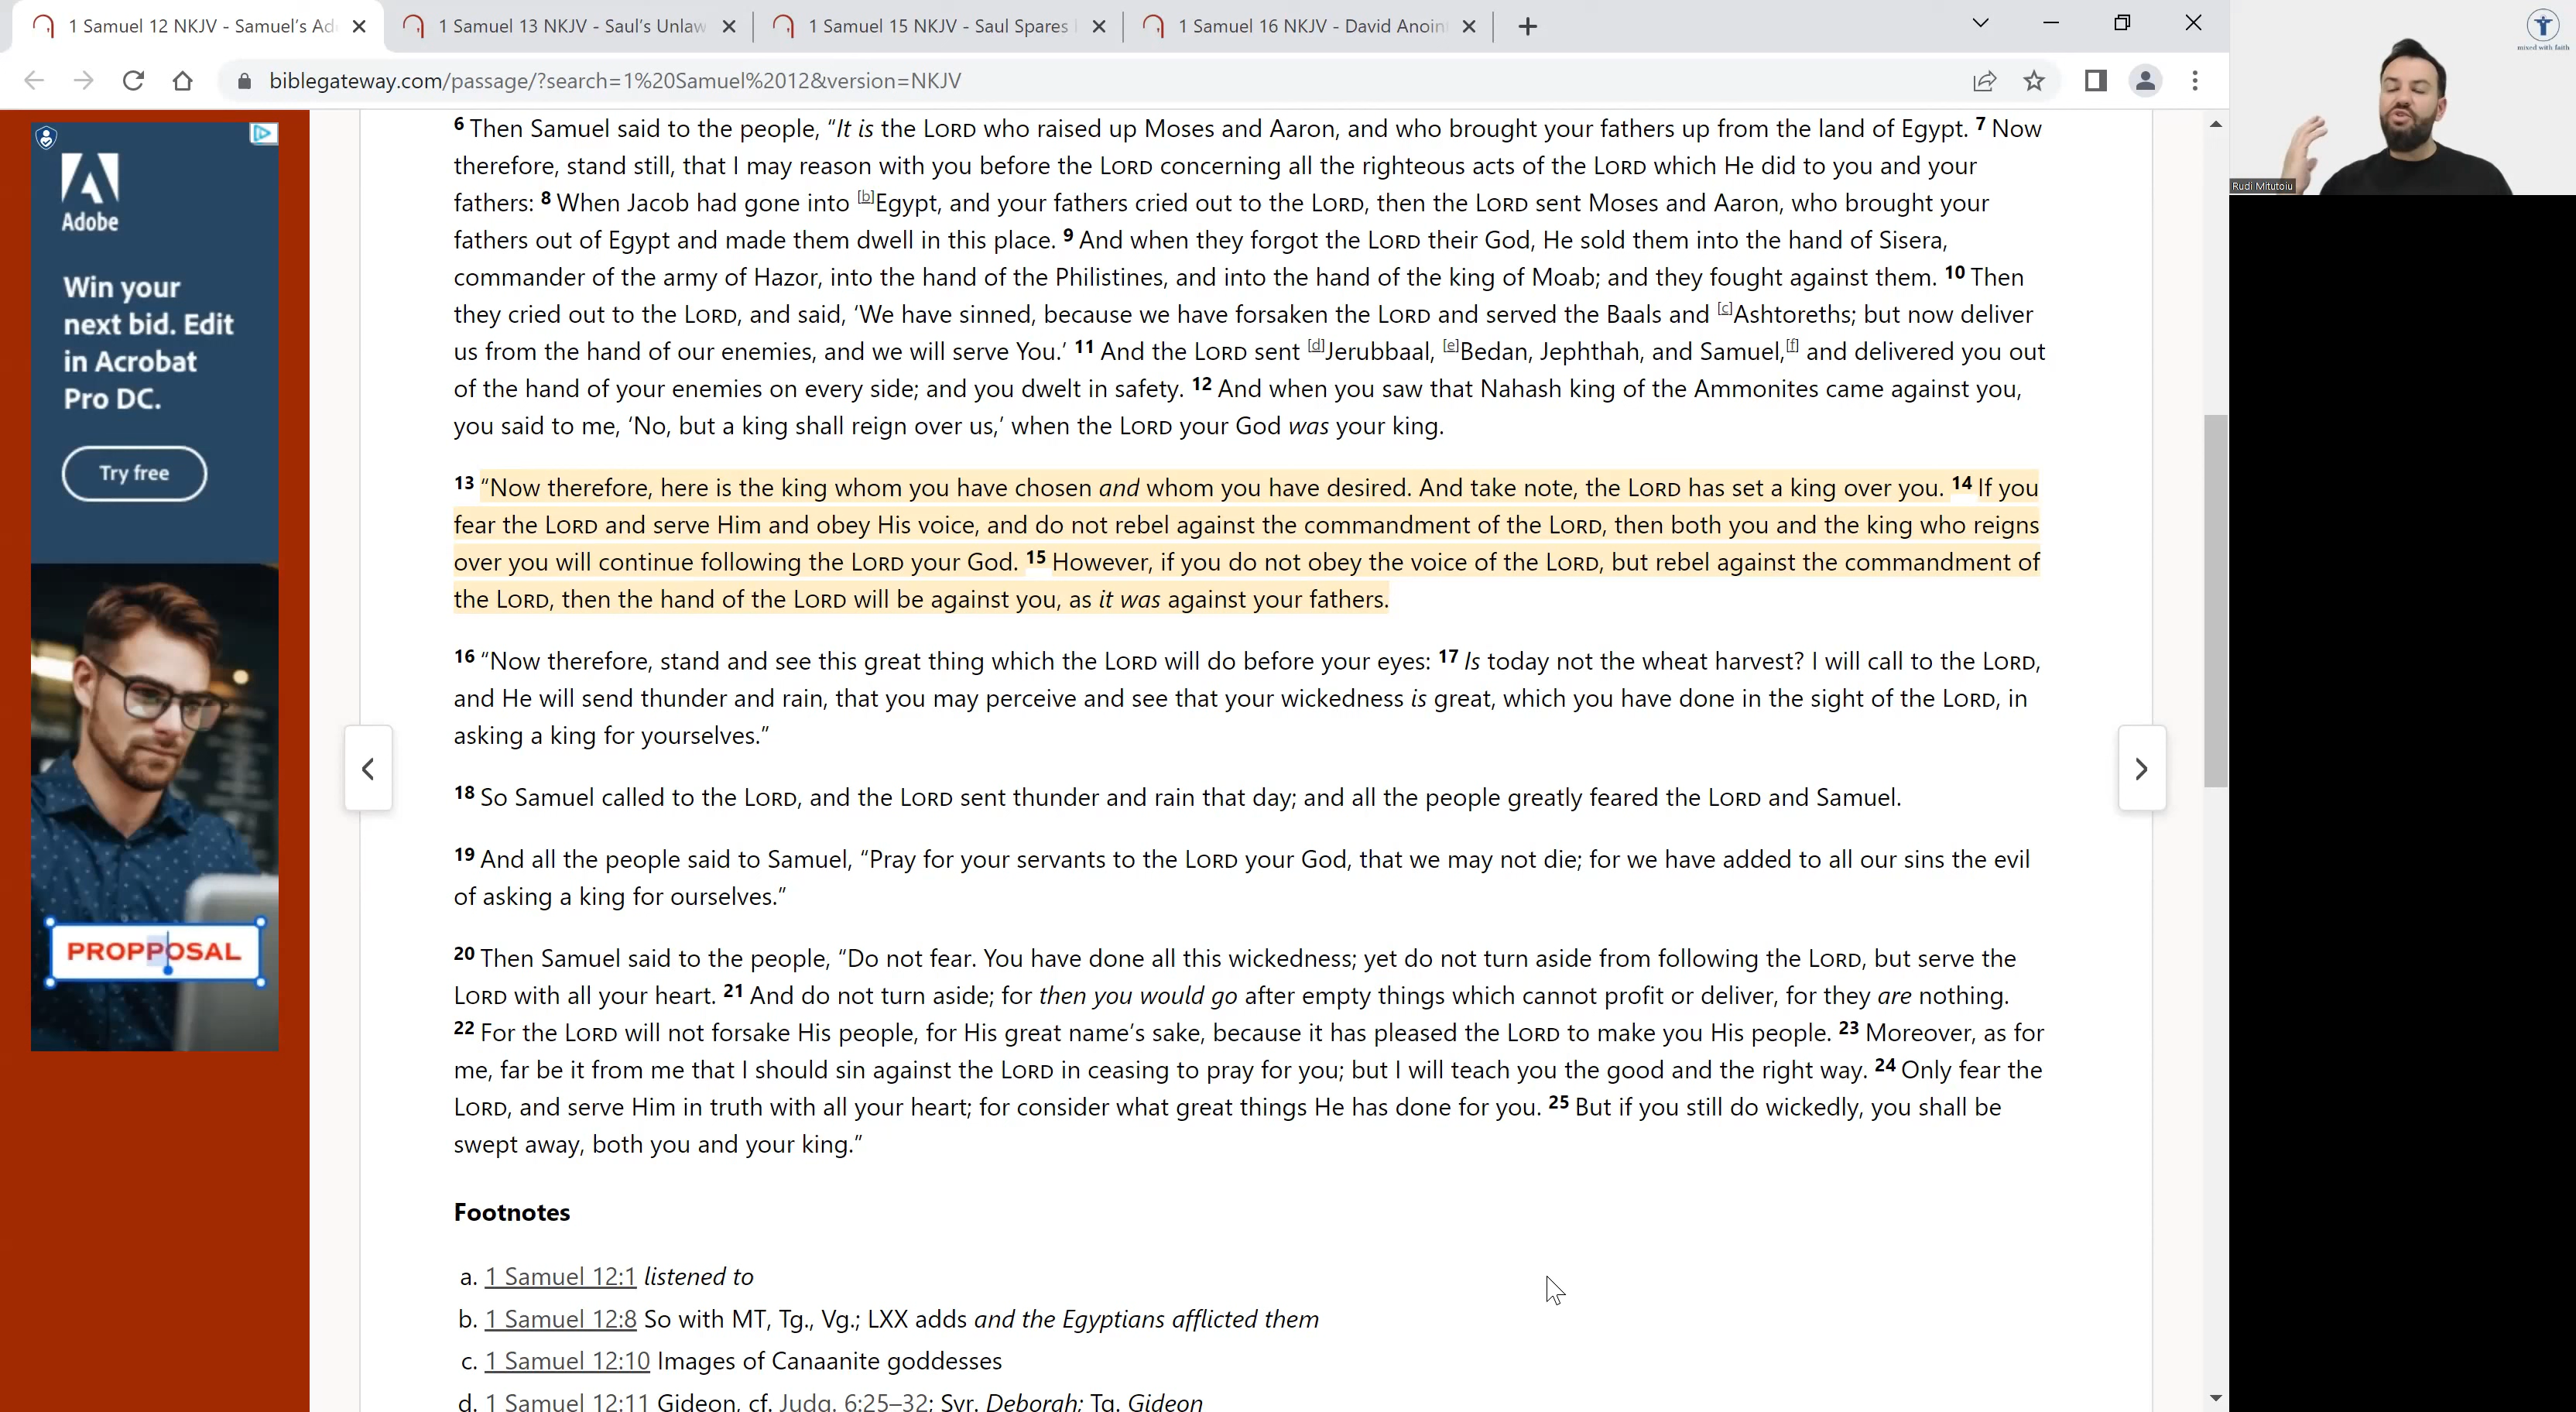 1 Samuel 12 NKJV - Samuel's Ad
1 Samuel 13 NKJV - Saul's Unlaw
1 Samuel 15 NKJV - Saul Spares
1 Samuel 16 NKJV - David Anoin
biblegateway.com/passage/?search=1%20Samuel%2012&version=NKJV
mixed with faith
Rudi Mitutoiu
Adobe
Win your
next bid. Edit
in Acrobat
Pro DC.
Try free
PROPPOSAL
6 Then Samuel said to the people, “It is the LORD who raised up Moses and Aaron, and who brought your fathers up from the land of Egypt. 7 Now
therefore, stand still, that I may reason with you before the LORD concerning all the righteous acts of the LORD which He did to you and your
fathers: 8 When Jacob had gone into [b]Egypt, and your fathers cried out to the LORD, then the LORD sent Moses and Aaron, who brought your
fathers out of Egypt and made them dwell in this place. 9 And when they forgot the LORD their God, He sold them into the hand of Sisera,
commander of the army of Hazor, into the hand of the Philistines, and into the hand of the king of Moab; and they fought against them. 10 Then
they cried out to the LORD, and said, ‘We have sinned, because we have forsaken the LORD and served the Baals and [c]Ashtoreths; but now deliver
us from the hand of our enemies, and we will serve You.’ 11 And the LORD sent [d]Jerubbaal, [e]Bedan, Jephthah, and Samuel,[f] and delivered you out
of the hand of your enemies on every side; and you dwelt in safety. 12 And when you saw that Nahash king of the Ammonites came against you,
you said to me, ‘No, but a king shall reign over us,’ when the LORD your God was your king.
13 “Now therefore, here is the king whom you have chosen and whom you have desired. And take note, the LORD has set a king over you. 14 If you
fear the LORD and serve Him and obey His voice, and do not rebel against the commandment of the LORD, then both you and the king who reigns
over you will continue following the LORD your God. 15 However, if you do not obey the voice of the LORD, but rebel against the commandment of
the LORD, then the hand of the LORD will be against you, as it was against your fathers.
16 “Now therefore, stand and see this great thing which the LORD will do before your eyes: 17 Is today not the wheat harvest? I will call to the LORD,
and He will send thunder and rain, that you may perceive and see that your wickedness is great, which you have done in the sight of the LORD, in
asking a king for yourselves.”
18 So Samuel called to the LORD, and the LORD sent thunder and rain that day; and all the people greatly feared the LORD and Samuel.
19 And all the people said to Samuel, “Pray for your servants to the LORD your God, that we may not die; for we have added to all our sins the evil
of asking a king for ourselves.”
20 Then Samuel said to the people, “Do not fear. You have done all this wickedness; yet do not turn aside from following the LORD, but serve the
LORD with all your heart. 21 And do not turn aside; for then you would go after empty things which cannot profit or deliver, for they are nothing.
22 For the LORD will not forsake His people, for His great name’s sake, because it has pleased the LORD to make you His people. 23 Moreover, as for
me, far be it from me that I should sin against the LORD in ceasing to pray for you; but I will teach you the good and the right way. 24 Only fear the
LORD, and serve Him in truth with all your heart; for consider what great things He has done for you. 25 But if you still do wickedly, you shall be
swept away, both you and your king.”
Footnotes
a. 1 Samuel 12:1 listened to
b. 1 Samuel 12:8 So with MT, Tg., Vg.; LXX adds and the Egyptians afflicted them
c. 1 Samuel 12:10 Images of Canaanite goddesses
d. 1 Samuel 12:11 Gideon, cf. Judg. 6:25–32; Syr. Deborah; Tg. Gideon